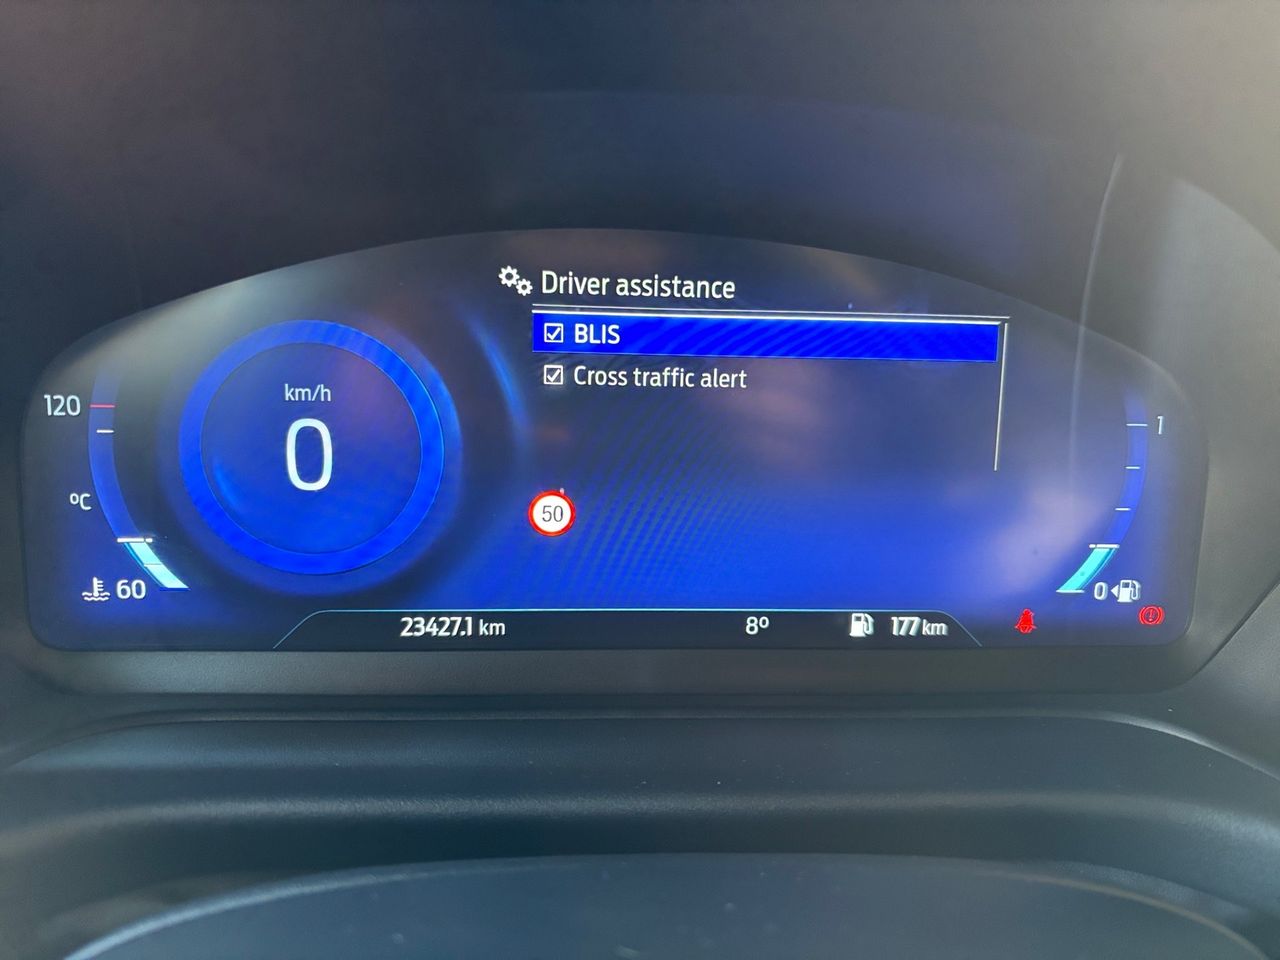 Driver assistance
BLIS
Cross traffic alert
km/h
0
120
°C
60
50
1
0
23427.1 km
8°
177 km